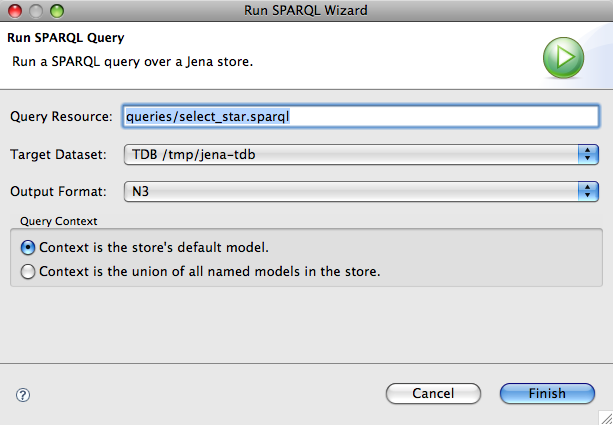 Run SPARQL Wizard
Run SPARQL Query
Run a SPARQL query over a Jena store.
Query Resource: queries/select_star.sparql
Target Dataset: TDB /tmp/jena-tdb
Output Format: N3
Query Context
Context is the store's default model.
Context is the union of all named models in the store.
? Cancel Finish